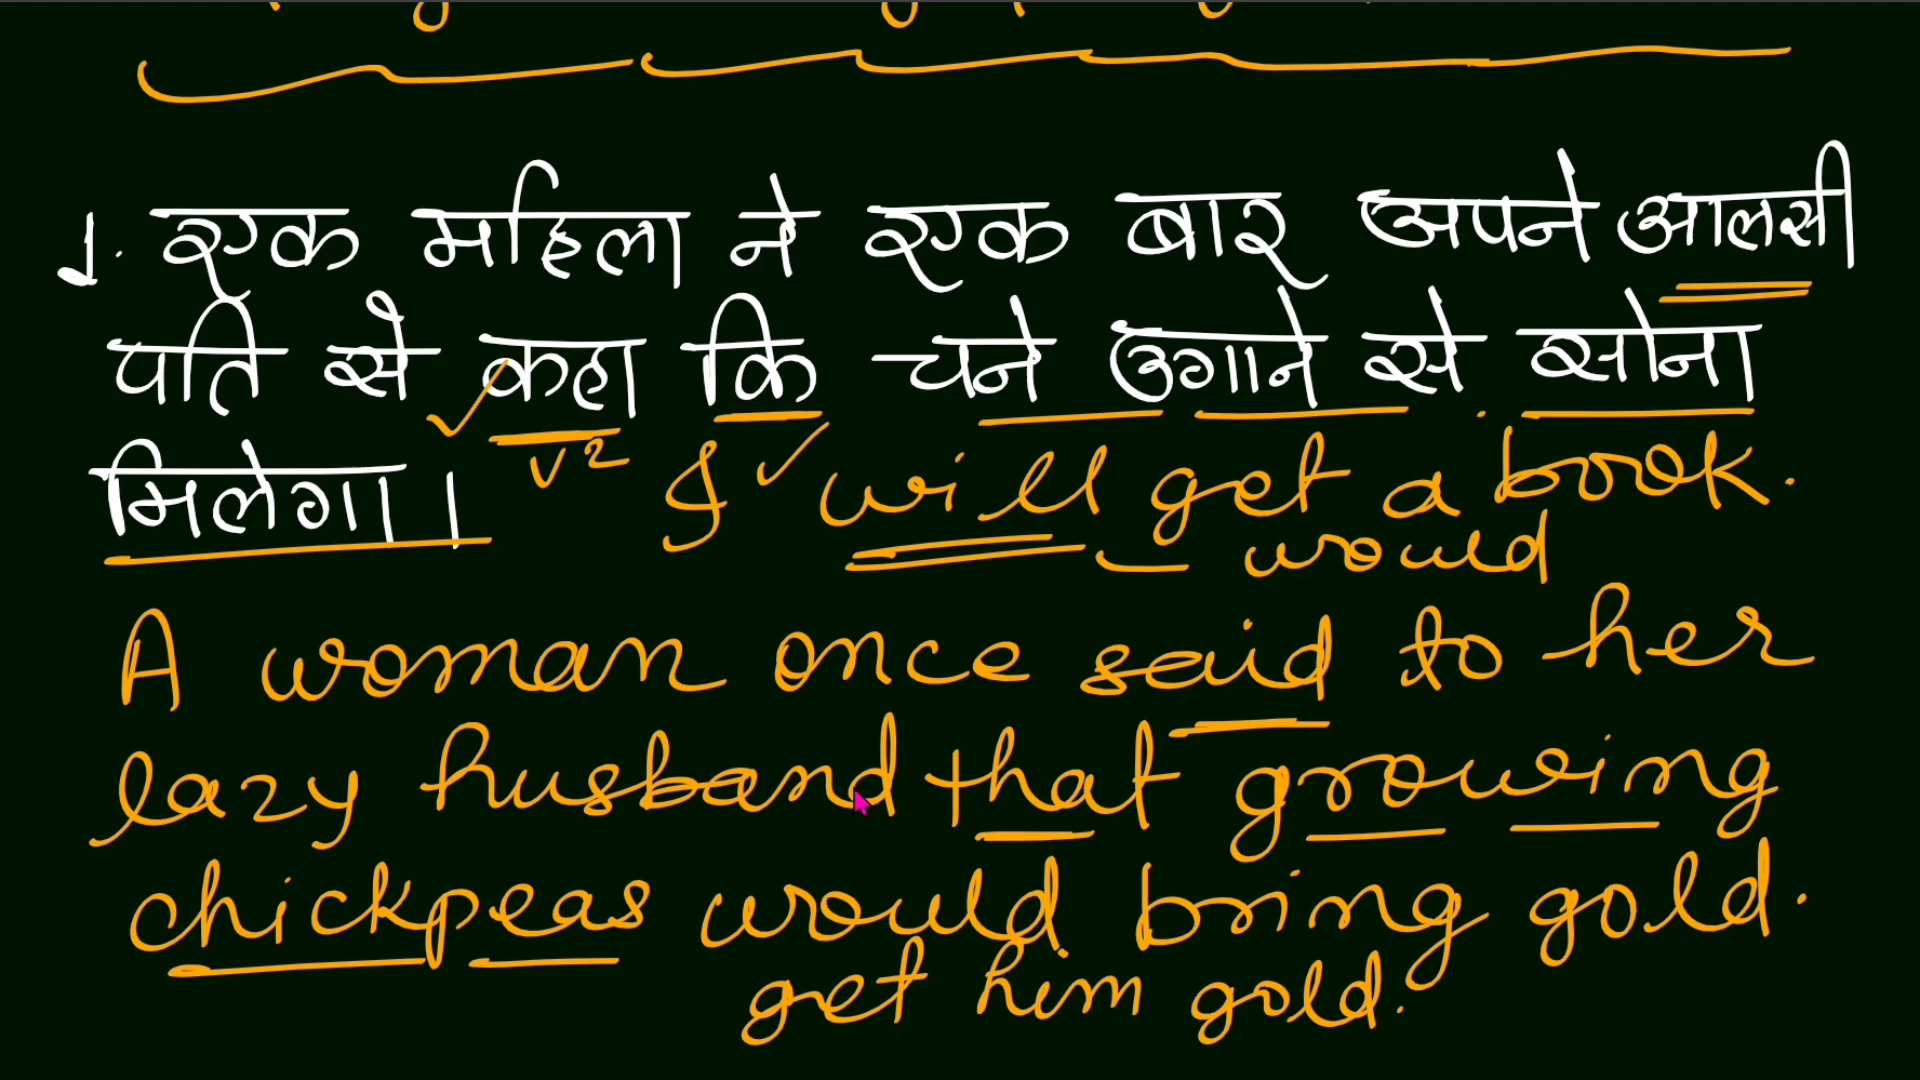 1. एक महिला ने एक बार अपने आलसी
पति से कहा कि चने उगाने से सोना
मिलेगा।
v2 I will get a book.
would
A woman once said to her
lazy husband that growing
chickpeas would bring gold.
get him gold.